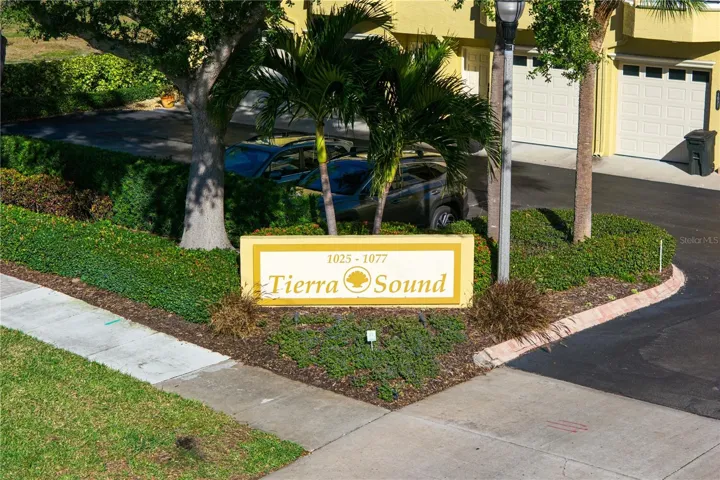 1025 - 1077
Tierra Sound
Stellar MLS